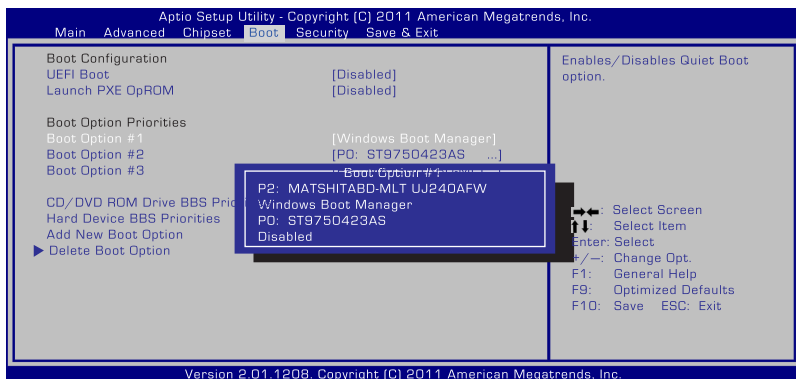 Aptio Setup Utility - Copyright (C) 2011 American Megatrends, Inc.
Main Advanced Chipset Boot Security Save & Exit
Boot Configuration
UEFI Boot [Disabled]
Launch PXE OpROM [Disabled]
Boot Option Priorities
Boot Option #1 [Windows Boot Manager]
Boot Option #2 [P0: ST9750423AS ...]
Boot Option #3
CD/DVD ROM Drive BBS
Hard Device BBS Priorities
Add New Boot Option
Delete Boot Option
Boot Option #1
P2: MATSHITABD-MLT UJ240AFW
Windows Boot Manager
P0: ST9750423AS
Disabled
Enables/Disables Quiet Boot
option.
→←: Select Screen
↑↓: Select Item
Enter: Select
+/—: Change Opt.
F1: General Help
F9: Optimized Defaults
F10: Save ESC: Exit
Version 2.01.1208. Copyright (C) 2011 American Megatrends, Inc.